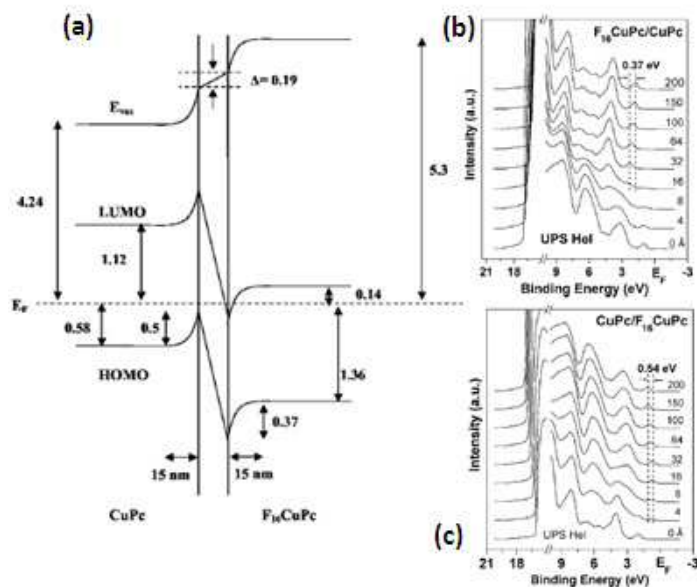 (a)
Δ= 0.19
E_vac
4.24
5.3
LUMO
1.12
0.14
E_F
0.58
0.5
HOMO
1.36
0.37
15 nm
15 nm
CuPc
F₁₆CuPc
(b)
F₁₆CuPc/CuPc
0.37 eV
200
150
100
64
32
16
8
4
0 Å
UPS HeI
Intensity (a.u.)
21 18 9 6 3 E_F -3
Binding Energy (eV)
CuPc/F₁₆CuPc
0.54 eV
200
150
100
64
32
16
8
4
0 Å
UPS HeI
Intensity (a.u.)
21 18 9 6 3 E_F -3
Binding Energy (eV)
(c)